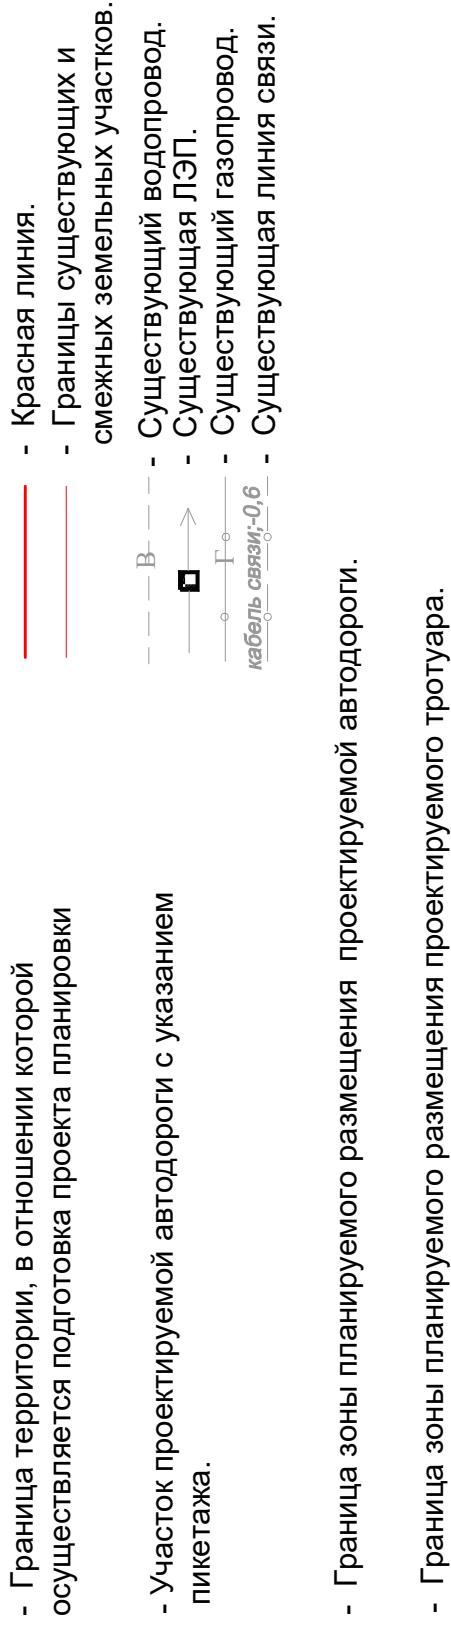 - Граница территории, в отношении которой
осуществляется подготовка проекта планировки
- Участок проектируемой автодороги с указанием
пикетажа.
- Граница зоны планируемого размещения проектируемой автодороги.
- Граница зоны планируемого размещения проектируемого тротуара.
- Красная линия.
- Границы существующих и
смежных земельных участков.
В - Существующий водопровод.
- Существующая ЛЭП.
Г - Существующий газопровод.
кабель связи;-0,6
- Существующая линия связи.